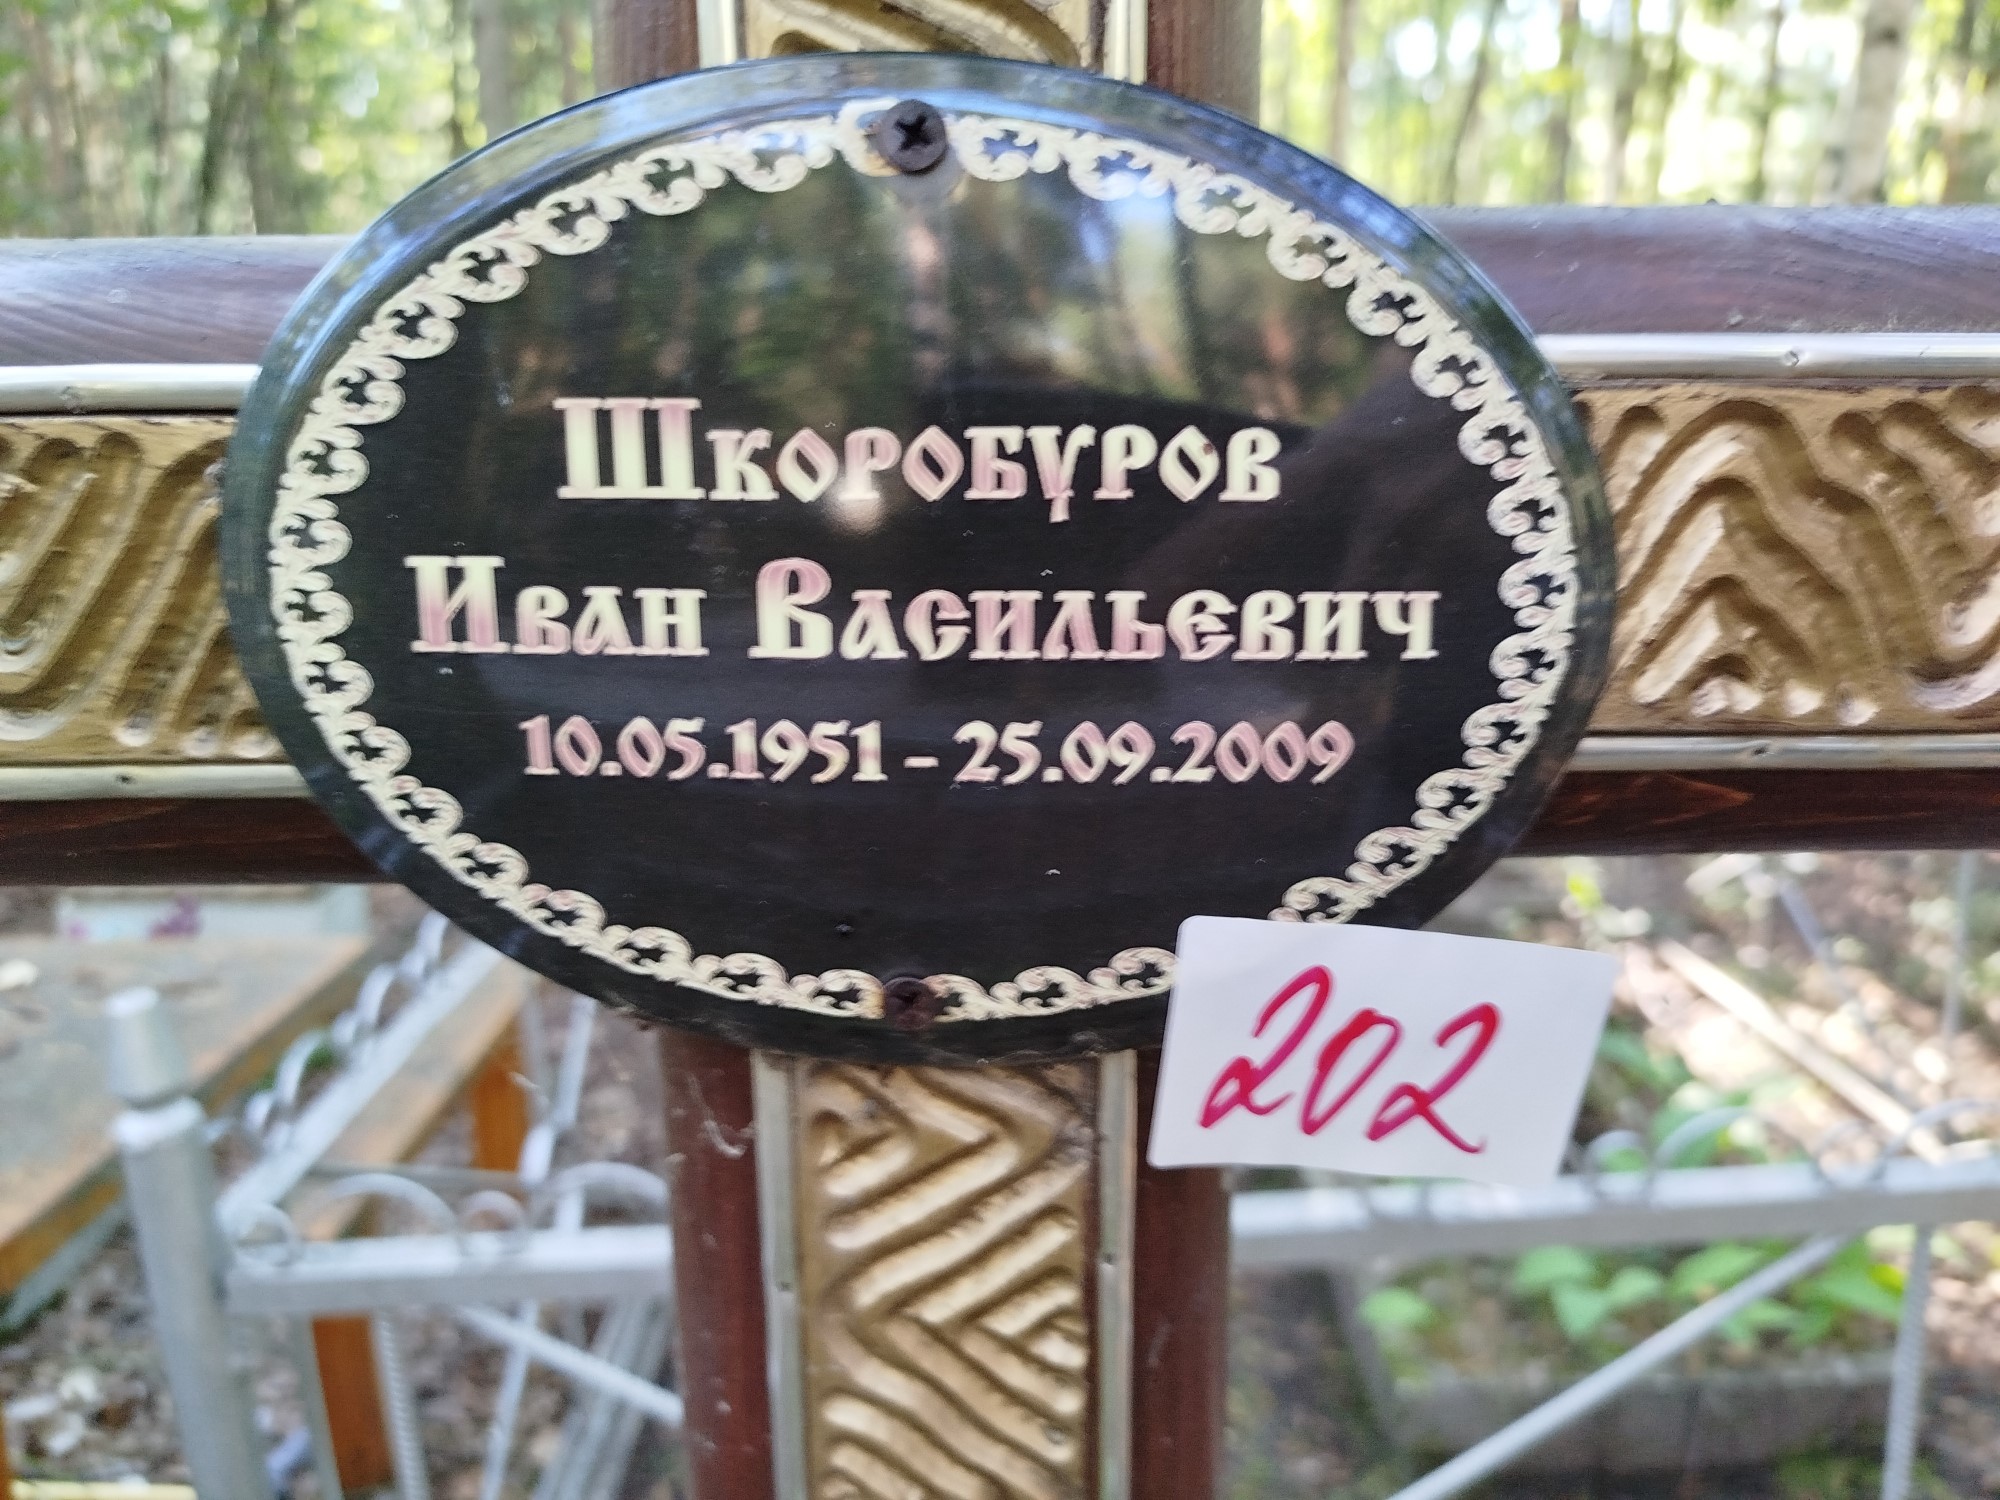 Шкоробуров
Иван Васильевич
10.05.1951 - 25.09.2009
202